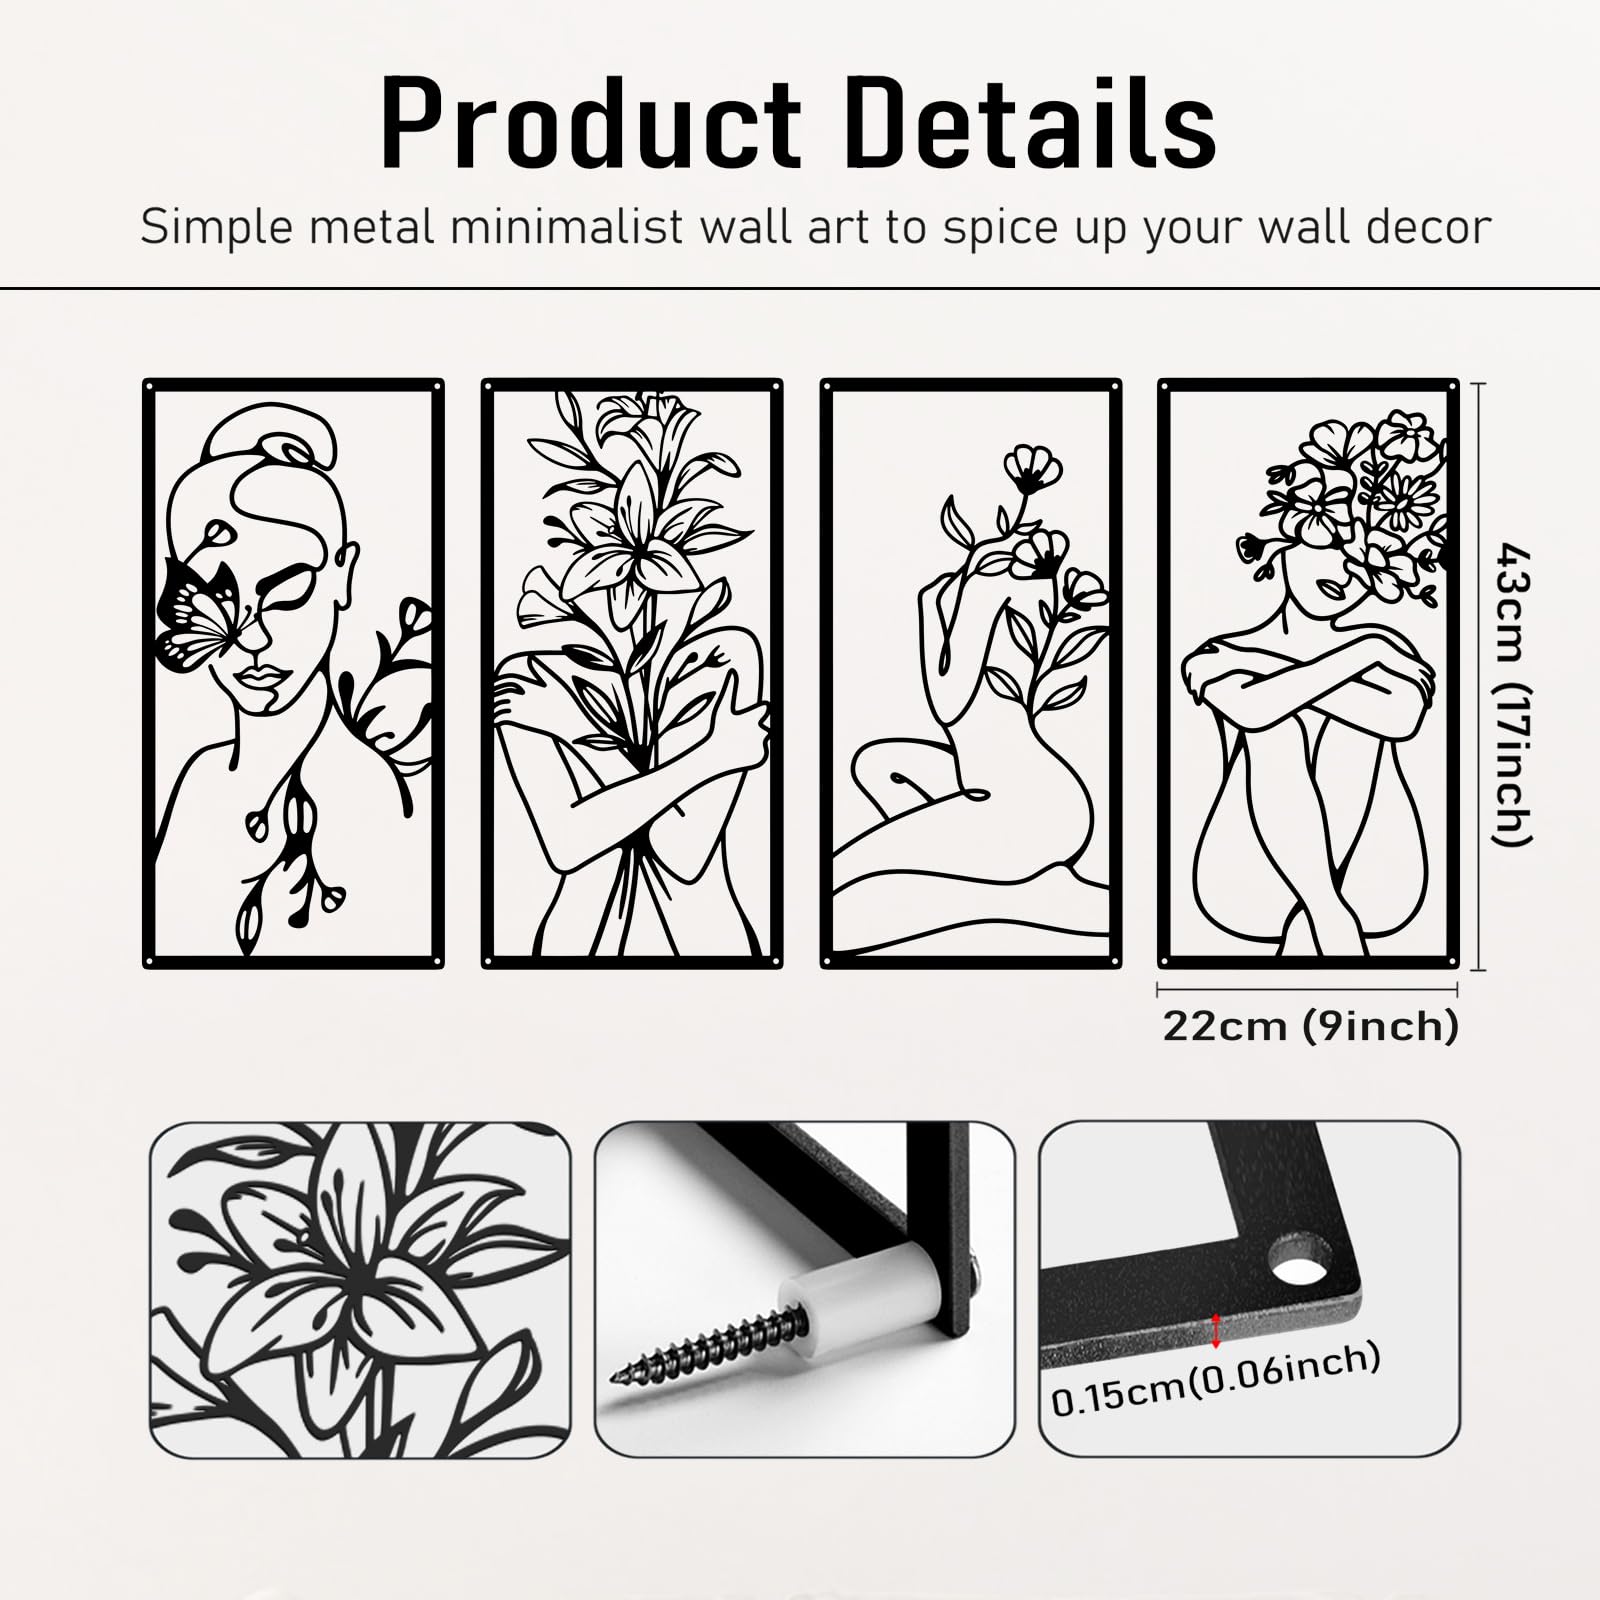 Product Details
Simple metal minimalist wall art to spice up your wall decor
43cm (17inch)
22cm (9inch)
0.15cm(0.06inch)